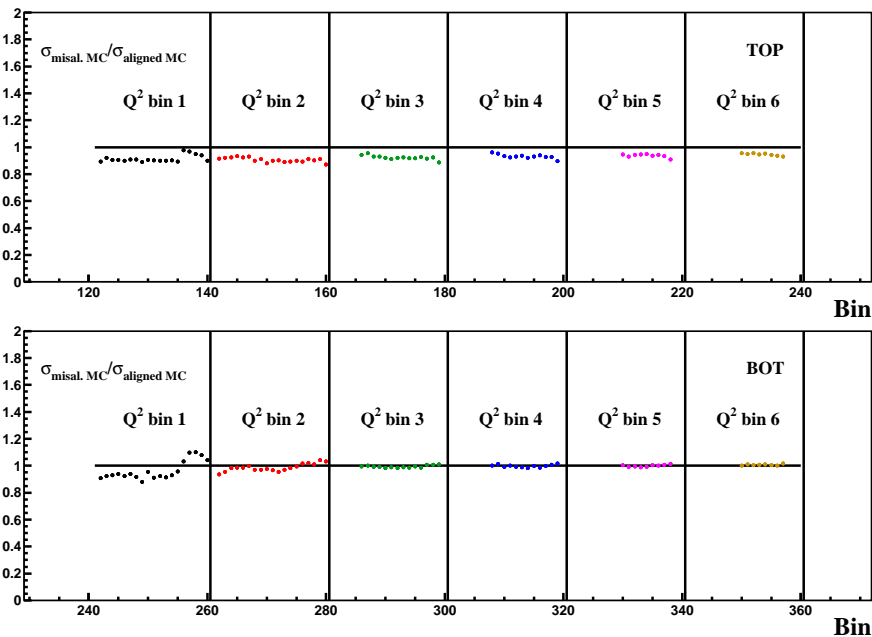 2
1.8
σmisal. MC/σaligned MC TOP
1.6
1.4
Q² bin 1 Q² bin 2 Q² bin 3 Q² bin 4 Q² bin 5 Q² bin 6
1.2
1
0.8
0.6
0.4
0.2
0
120 140 160 180 200 220 240
Bin
2
1.8
σmisal. MC/σaligned MC BOT
1.6
1.4
Q² bin 1 Q² bin 2 Q² bin 3 Q² bin 4 Q² bin 5 Q² bin 6
1.2
1
0.8
0.6
0.4
0.2
0
240 260 280 300 320 340 360
Bin